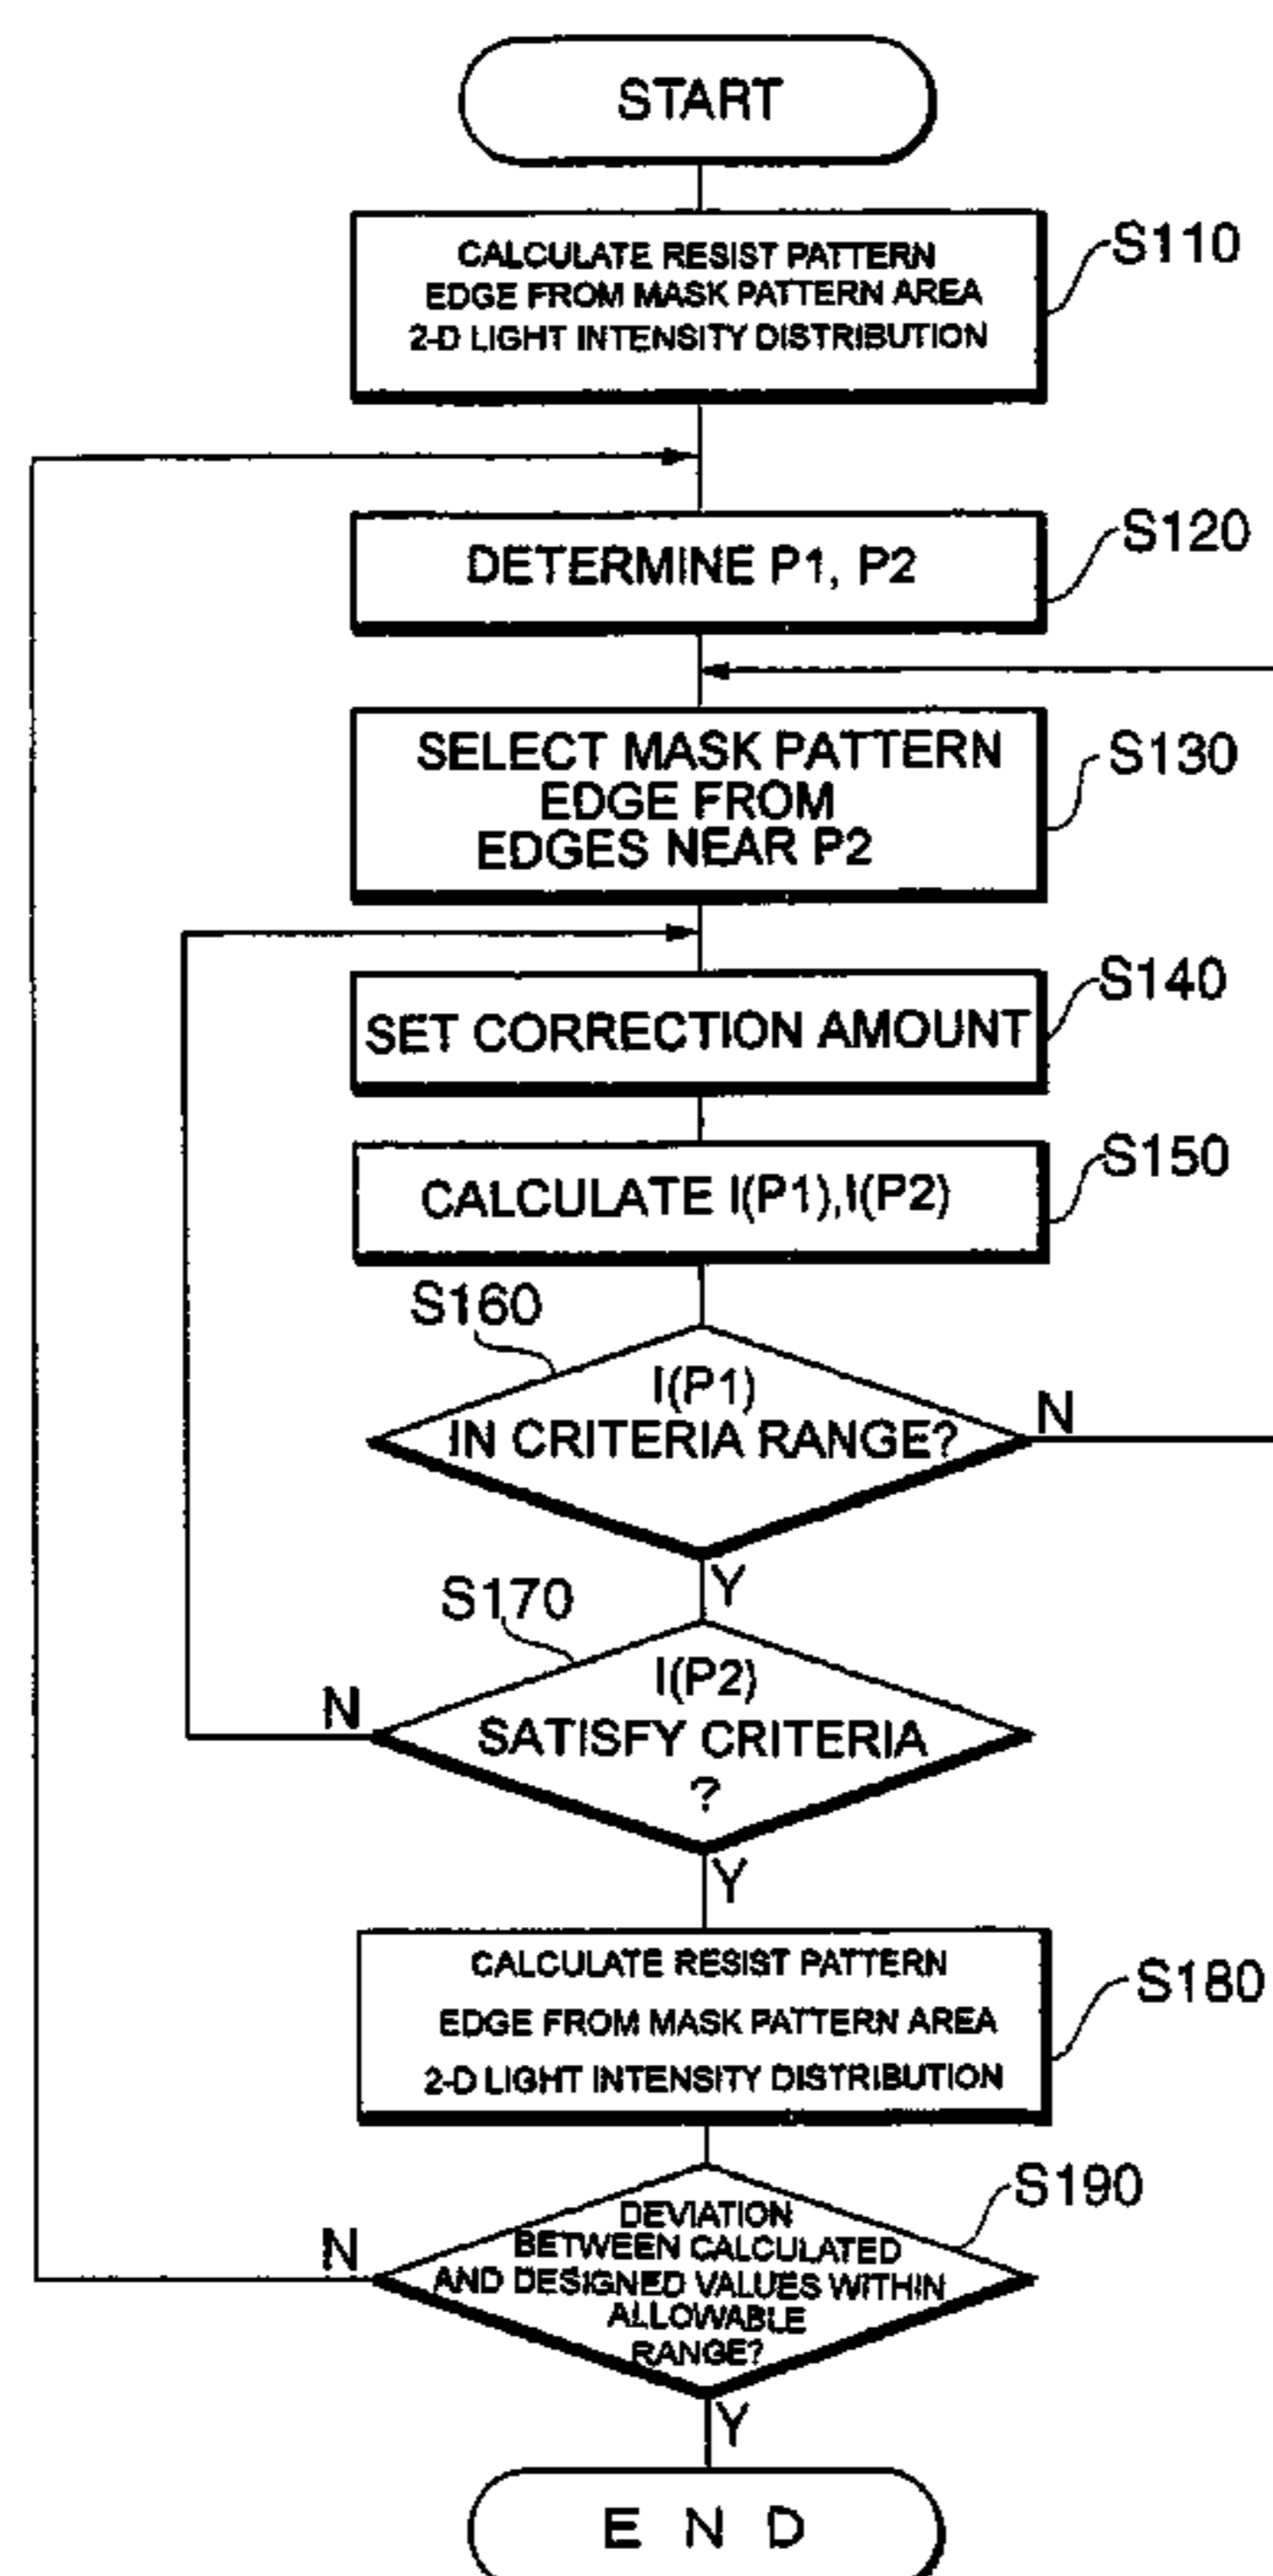 START
CALCULATE RESIST PATTERN
EDGE FROM MASK PATTERN AREA
2-D LIGHT INTENSITY DISTRIBUTION
S110
DETERMINE P1, P2
S120
SELECT MASK PATTERN
EDGE FROM
EDGES NEAR P2
S130
SET CORRECTION AMOUNT
S140
CALCULATE I(P1),I(P2)
S150
S160
I(P1)
IN CRITERIA RANGE?
N
Y
S170
I(P2)
SATISFY CRITERIA
?
N
Y
CALCULATE RESIST PATTERN
EDGE FROM MASK PATTERN AREA
2-D LIGHT INTENSITY DISTRIBUTION
S180
S190
DEVIATION
BETWEEN CALCULATED
AND DESIGNED VALUES WITHIN
ALLOWABLE
RANGE?
N
Y
E N D